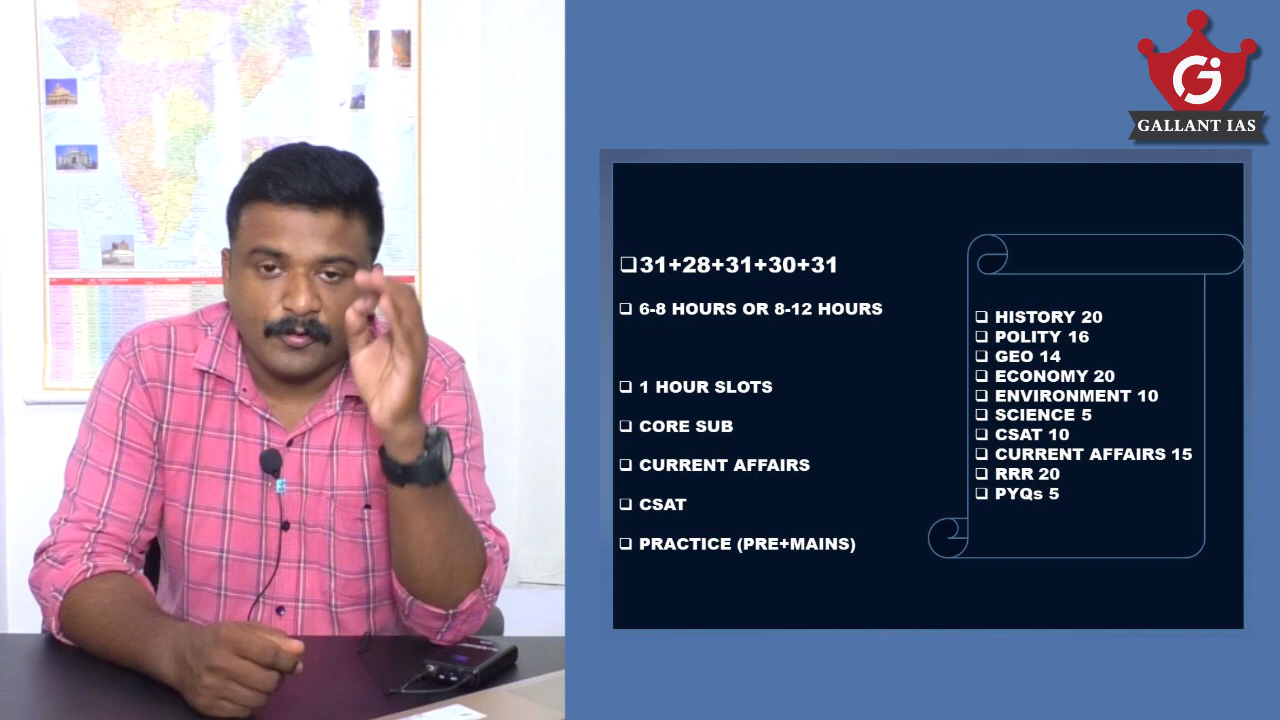 GALLANT IAS
❑31+28+31+30+31
❑ 6-8 HOURS OR 8-12 HOURS
❑ 1 HOUR SLOTS
❑ CORE SUB
❑ CURRENT AFFAIRS
❑ CSAT
❑ PRACTICE (PRE+MAINS)
❑ HISTORY 20
❑ POLITY 16
❑ GEO 14
❑ ECONOMY 20
❑ ENVIRONMENT 10
❑ SCIENCE 5
❑ CSAT 10
❑ CURRENT AFFAIRS 15
❑ RRR 20
❑ PYQs 5